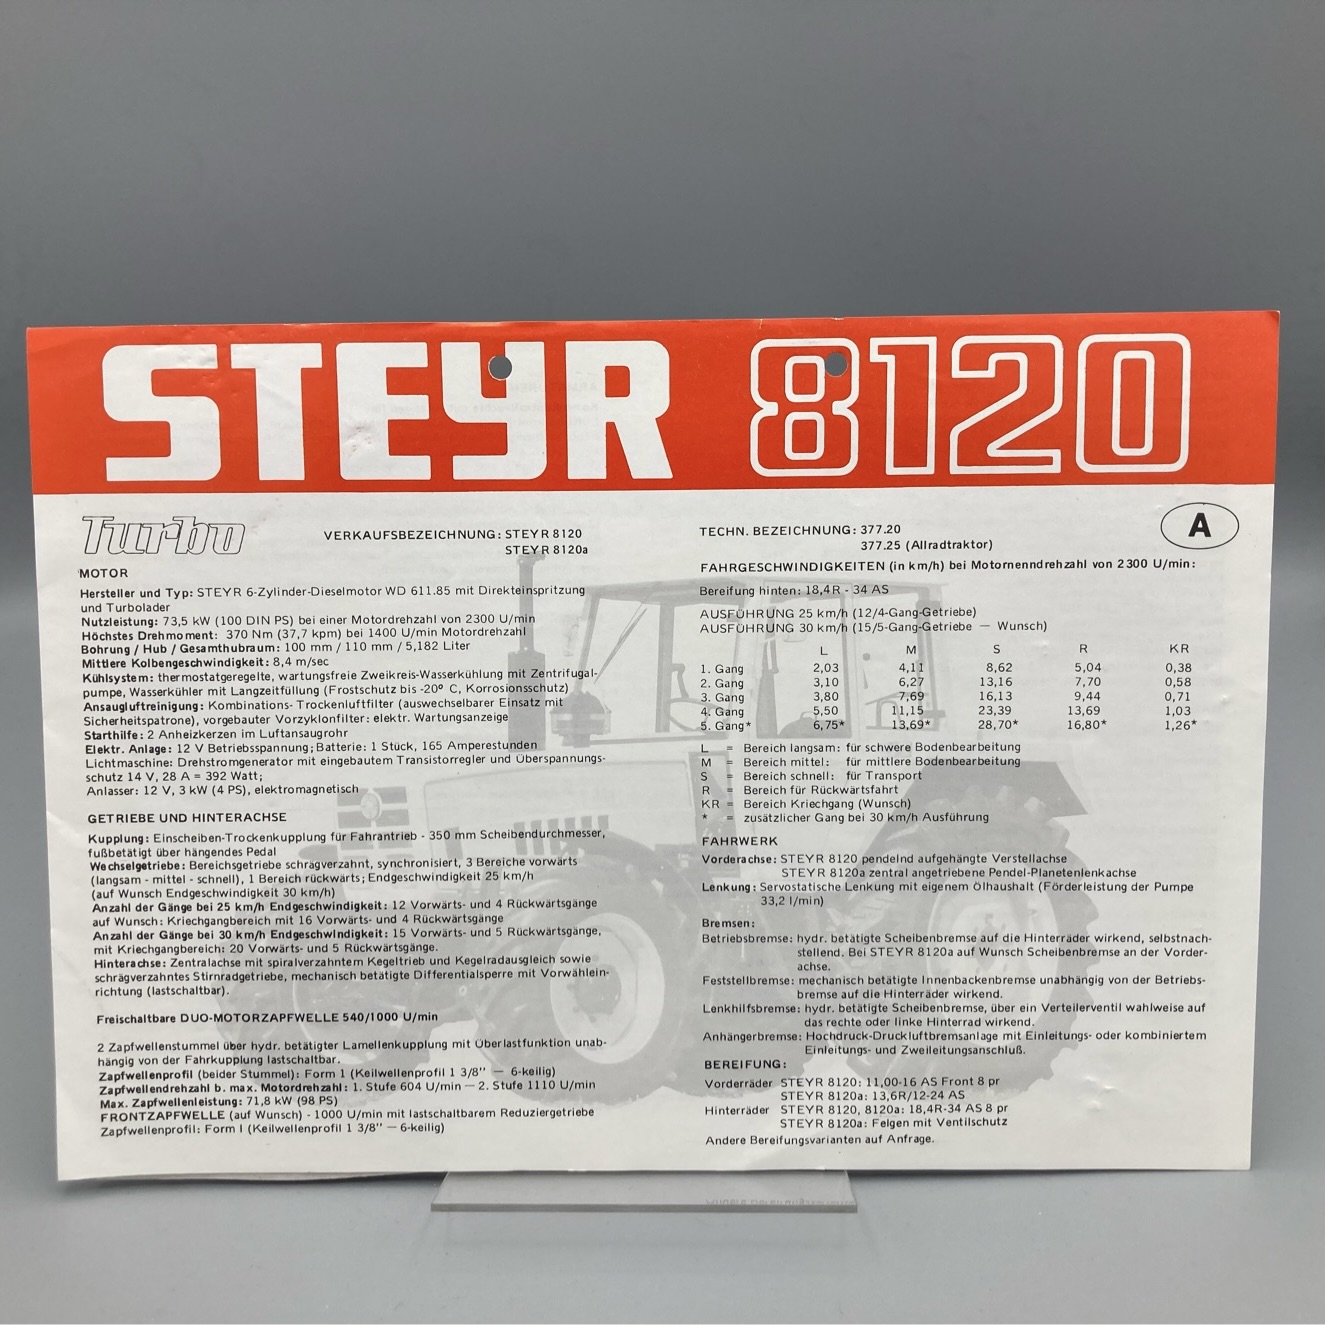 STEYR 8120
Turbo
VERKAUFSBEZEICHNUNG: STEYR 8120
STEYR 8120a
MOTOR
Hersteller und Typ: STEYR 6-Zylinder-Dieselmotor WD 611.85 mit Direkteinspritzung
und Turbolader
Nutzleistung: 73,5 kW (100 DIN PS) bei einer Motordrehzahl von 2300 U/min
Höchstes Drehmoment: 370 Nm (37,7 kpm) bei 1400 U/min Motordrehzahl
Bohrung / Hub / Gesamthubraum: 100 mm / 110 mm / 5,182 Liter
Mittlere Kolbengeschwindigkeit: 8,4 m/sec
Kühlsystem: thermostatgeregelte, wartungsfreie Zweikreis-Wasserkühlung mit Zentrifugal-
pumpe, Wasserkühler mit Langzeitfüllung (Frostschutz bis -20° C, Korrosionsschutz)
Ansaugluftreinigung: Kombinations- Trockenluftfilter (auswechselbarer Einsatz mit
Sicherheitspatrone), vorgebauter Vorzyklonfilter: elektr. Wartungsanzeige
Starthilfe: 2 Anheizkerzen im Luftansaugrohr
Elektr. Anlage: 12 V Betriebsspannung; Batterie: 1 Stück, 165 Amperestunden
Lichtmaschine: Drehstromgenerator mit eingebautem Transistorregler und Überspannungs-
schutz 14 V, 28 A = 392 Watt;
Anlasser: 12 V, 3 kW (4 PS), elektromagnetisch
GETRIEBE UND HINTERACHSE
Kupplung: Einscheiben-Trockenkupplung für Fahrantrieb - 350 mm Scheibendurchmesser,
fußbetätigt über hängendes Pedal
Wechselgetriebe: Bereichsgetriebe schrägverzahnt, synchronisiert, 3 Bereiche vorwärts
(langsam - mittel - schnell), 1 Bereich rückwärts; Endgeschwindigkeit 25 km/h
(auf Wunsch Endgeschwindigkeit 30 km/h)
Anzahl der Gänge bei 25 km/h Endgeschwindigkeit: 12 Vorwärts- und 4 Rückwärtsgänge
auf Wunsch: Kriechgangbereich mit 16 Vorwärts- und 4 Rückwärtsgänge
Anzahl der Gänge bei 30 km/h Endgeschwindigkeit: 15 Vorwärts- und 5 Rückwärtsgänge,
mit Kriechgangbereich: 20 Vorwärts- und 5 Rückwärtsgänge.
Hinterachse: Zentralachse mit spiralverzahntem Kegeltrieb und Kegelradausgleich sowie
schrägverzahntes Stirnradgetriebe, mechanisch betätigte Differentialsperre mit Vorwählein-
richtung (lastschaltbar).
Freischaltbare DUO-MOTORZAPFWELLE 540/1000 U/min
2 Zapfwellenstummel über hydr. betätigter Lamellenkupplung mit Überlastfunktion unab-
hängig von der Fahrkupplung lastschaltbar.
Zapfwellenprofil (beider Stummel): Form 1 (Keilwellenprofil 1 3/8" — 6-keilig)
Zapfwellendrehzahl b. max. Motordrehzahl: 1. Stufe 604 U/min — 2. Stufe 1110 U/min
Max. Zapfwellenleistung: 71,8 kW (98 PS)
FRONTZAPFWELLE (auf Wunsch) - 1000 U/min mit lastschaltbarem Reduziergetriebe
Zapfwellenprofil: Form I (Keilwellenprofil 1 3/8" — 6-keilig)
TECHN. BEZEICHNUNG: 377.20
377.25 (Allradtraktor)
A
FAHRGESCHWINDIGKEITEN (in km/h) bei Motornenndrehzahl von 2300 U/min:
Bereifung hinten: 18,4 R - 34 AS
AUSFÜHRUNG 25 km/h (12/4-Gang-Getriebe)
AUSFÜHRUNG 30 km/h (15/5-Gang-Getriebe — Wunsch)
L M S R KR
1. Gang 2,03 4,11 8,62 5,04 0,38
2. Gang 3,10 6,27 13,16 7,70 0,58
3. Gang 3,80 7,69 16,13 9,44 0,71
4. Gang 5,50 11,15 23,39 13,69 1,03
5. Gang* 6,75* 13,69* 28,70* 16,80* 1,26*
L = Bereich langsam: für schwere Bodenbearbeitung
M = Bereich mittel: für mittlere Bodenbearbeitung
S = Bereich schnell: für Transport
R = Bereich für Rückwärtsfahrt
KR = Bereich Kriechgang (Wunsch)
* = zusätzlicher Gang bei 30 km/h Ausführung
FAHRWERK
Vorderachse: STEYR 8120 pendelnd aufgehängte Verstellachse
STEYR 8120a zentral angetriebene Pendel-Planetenlenkachse
Lenkung: Servostatische Lenkung mit eigenem Ölhaushalt (Förderleistung der Pumpe
33,2 l/min)
Bremsen:
Betriebsbremse: hydr. betätigte Scheibenbremse auf die Hinterräder wirkend, selbstnach-
stellend. Bei STEYR 8120a auf Wunsch Scheibenbremse an der Vorder-
achse.
Feststellbremse: mechanisch betätigte Innenbackenbremse unabhängig von der Betriebs-
bremse auf die Hinterräder wirkend.
Lenkhilfsbremse: hydr. betätigte Scheibenbremse, über ein Verteilerventil wahlweise auf
das rechte oder linke Hinterrad wirkend.
Anhängerbremse: Hochdruck-Druckluftbremsanlage mit Einleitungs- oder kombiniertem
Einleitungs- und Zweileitungsanschluß.
BEREIFUNG:
Vorderräder STEYR 8120: 11,00-16 AS Front 8 pr
STEYR 8120a: 13,6R/12-24 AS
Hinterräder STEYR 8120, 8120a: 18,4R-34 AS 8 pr
STEYR 8120a: Felgen mit Ventilschutz
Andere Bereifungsvarianten auf Anfrage.